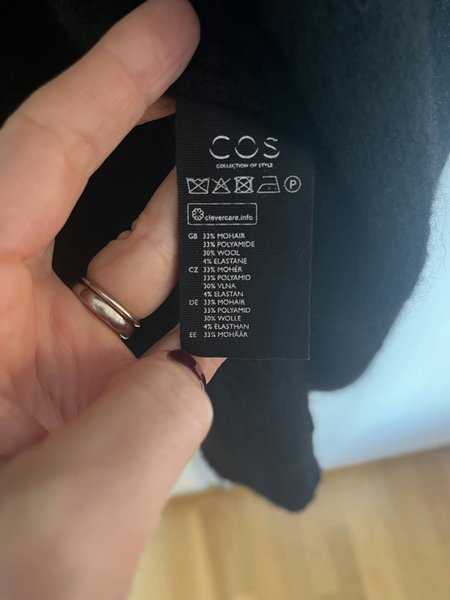 COS
COLLECTION OF STYLE
P
clevercare.info
GB 33% MOHAIR
33% POLYAMIDE
30% WOOL
4% ELASTANE
CZ 33% MOHÉR
33% POLYAMID
30% VLNA
4% ELASTAN
DE 33% MOHAIR
33% POLYAMID
30% WOLLE
4% ELASTHAN
EE 33% MOHÄÄR